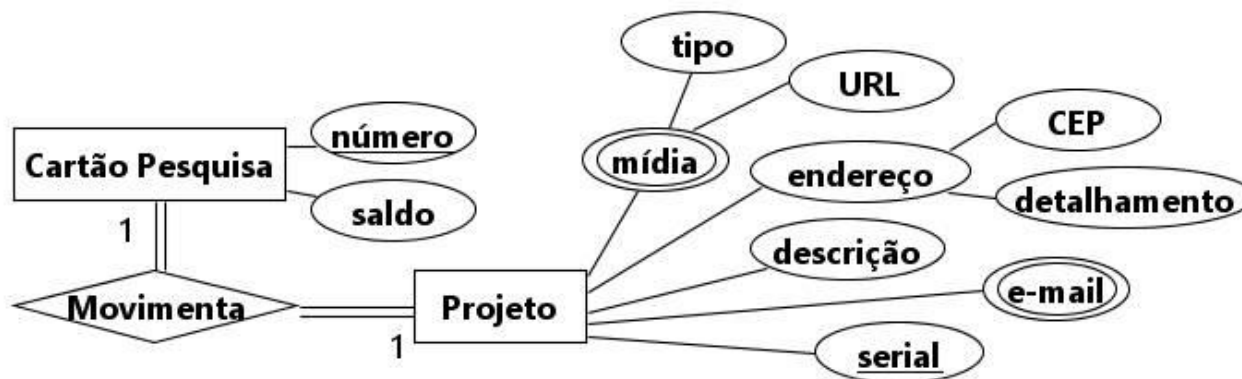 tipo
URL
CEP
número
mídia
Cartão Pesquisa
endereço
saldo
detalhamento
1
descrição
Movimenta
Projeto
e-mail
1
serial